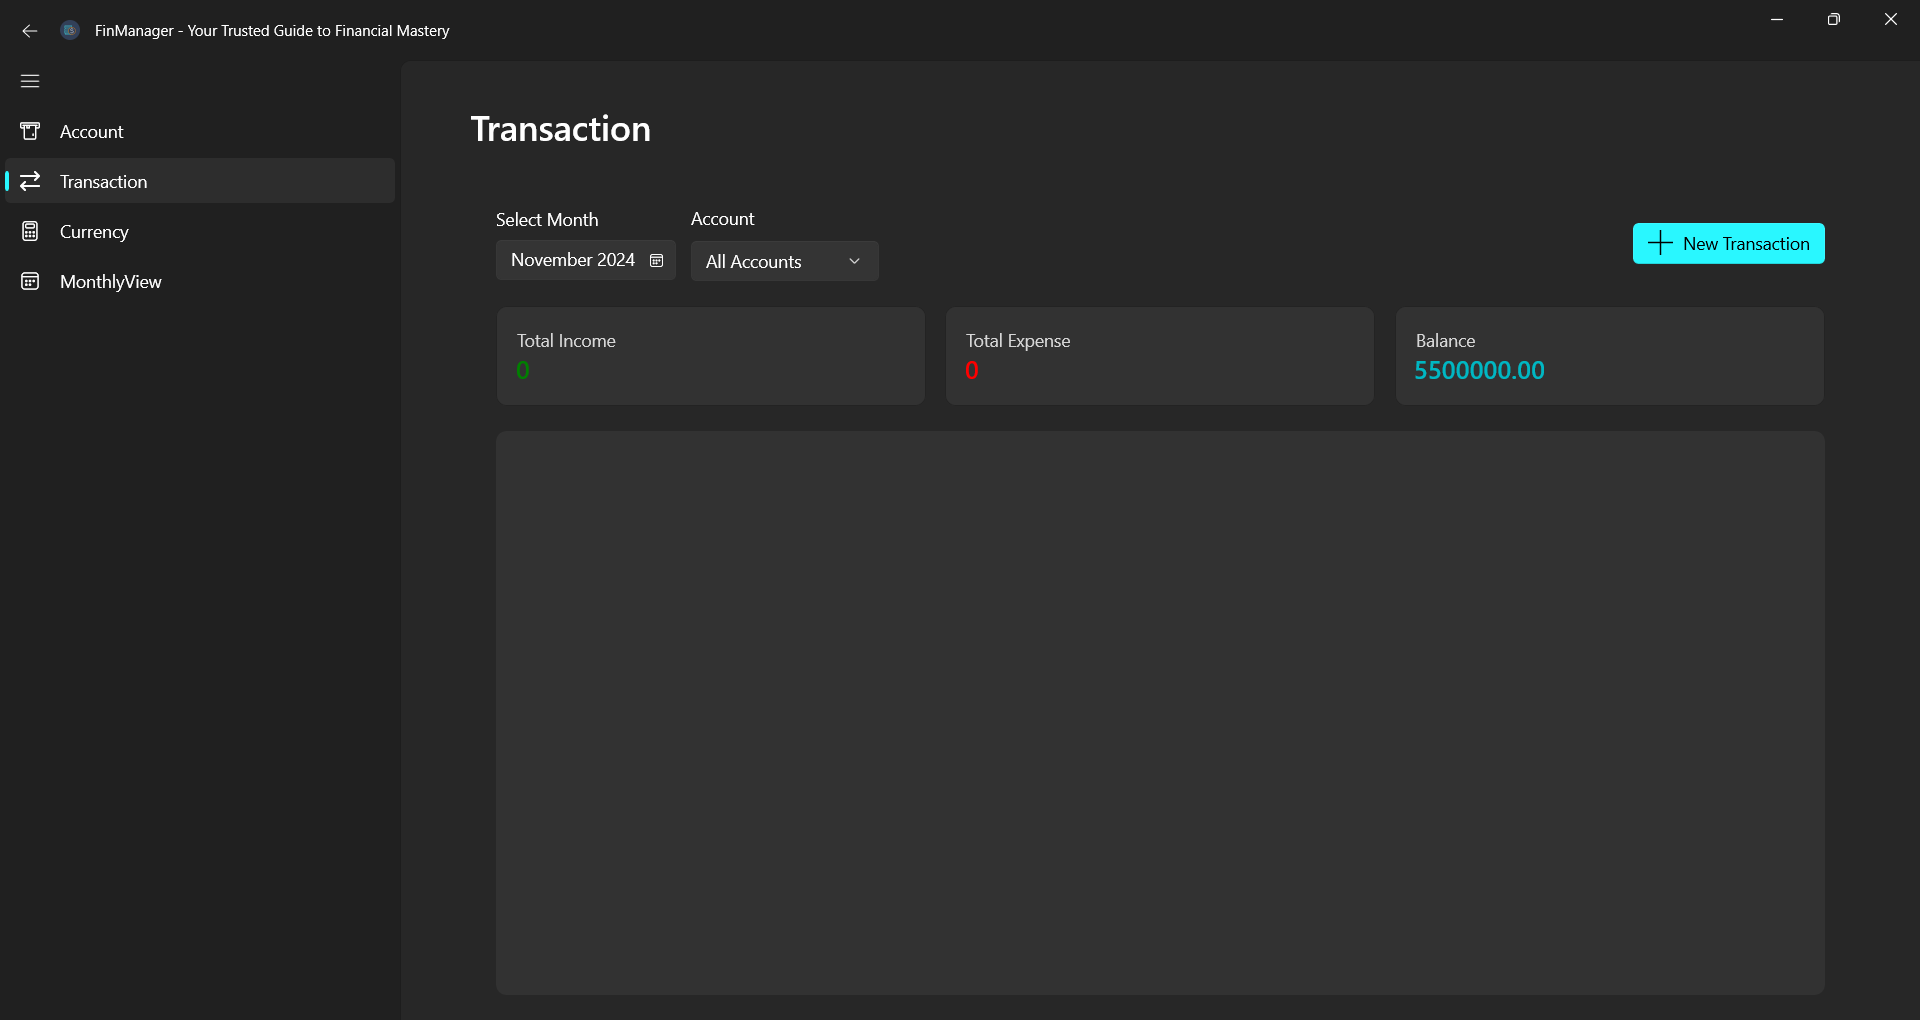 FinManager - Your Trusted Guide to Financial Mastery
Account
Transaction
Currency
MonthlyView
Transaction
Select Month
Account
November 2024
All Accounts
New Transaction
Total Income
0
Total Expense
0
Balance
5500000.00